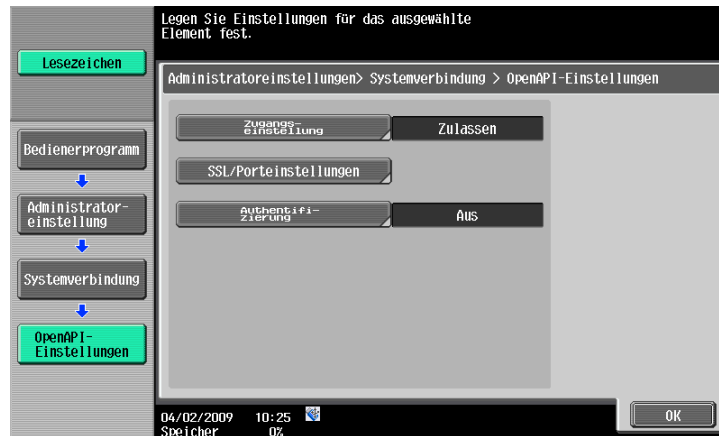 Legen Sie Einstellungen für das ausgewählte
Element fest.
Lesezeichen
Administratoreinstellungen> Systemverbindung > OpenAPI-Einstellungen
Zugangs-
einstellung
Zulassen
SSL/Porteinstellungen
Authentifi-
zierung
Aus
Bedienerprogramm
Administrator-
einstellung
Systemverbindung
OpenAPI-
Einstellungen
04/02/2009 10:25
Speicher 0%
OK